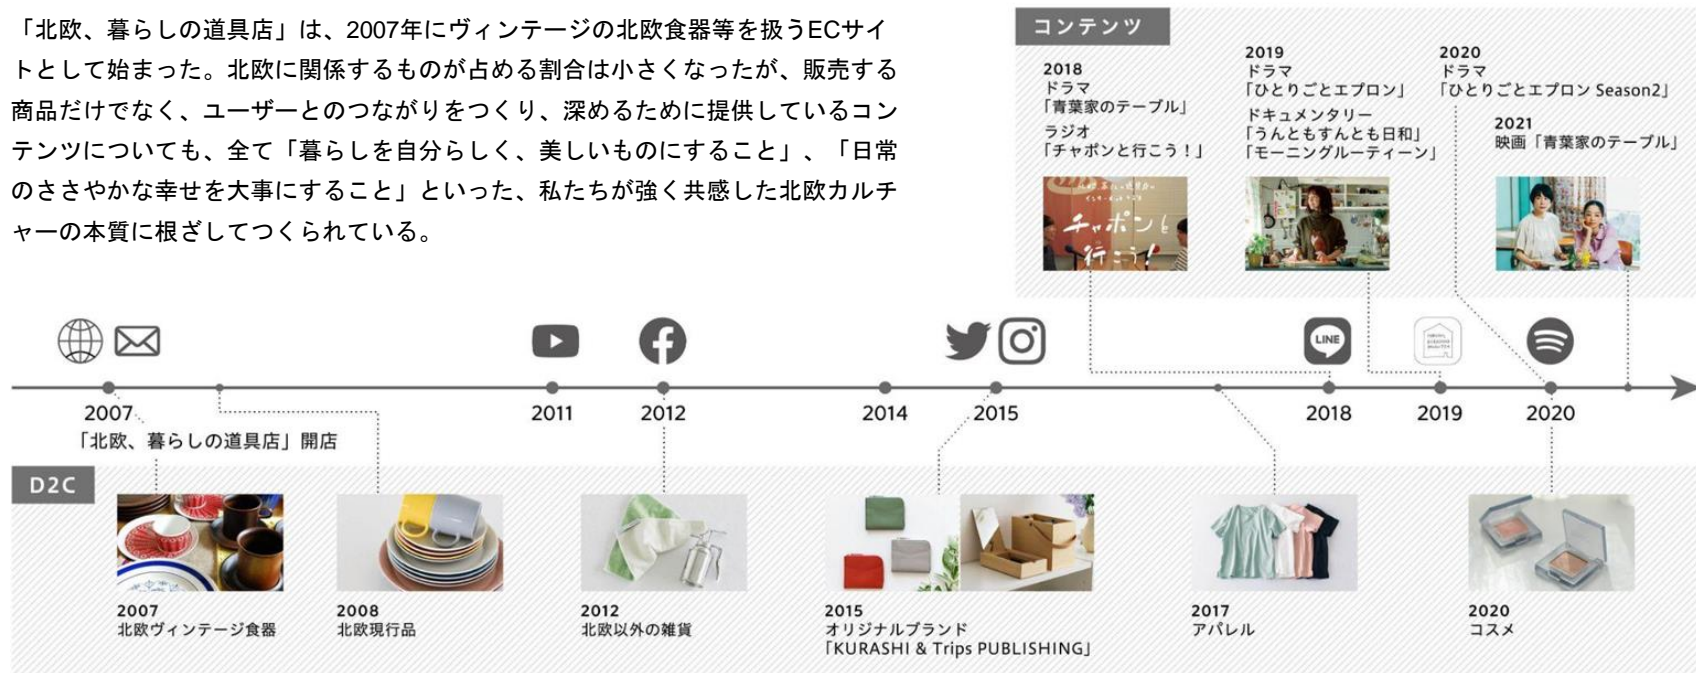 「北欧、暮らしの道具店」は、2007年にヴィンテージの北欧食器等を扱うECサイ
トとして始まった。北欧に関係するものが占める割合は小さくなったが、販売する
商品だけでなく、ユーザーとのつながりをつくり、深めるために提供しているコン
テンツについても、全て「暮らしを自分らしく、美しいものにすること」、「日常
のささやかな幸せを大事にすること」といった、私たちが強く共感した北欧カルチ
ャーの本質に根ざしてつくられている。
コンテンツ
2018
ドラマ
「青葉家のテーブル」
ラジオ
「チャポンと行こう！」
チャポンと
行こう!
2019
ドラマ
「ひとりごとエプロン」
ドキュメンタリー
「うんともすんとも日和」
「モーニングルーティーン」
2020
ドラマ
「ひとりごとエプロン Season2」
2021
映画「青葉家のテーブル」
LINE
2007
2011
2012
2014
2015
2018
2019
2020
「北欧、暮らしの道具店」開店
D2C
2007
北欧ヴィンテージ食器
2008
北欧現行品
2012
北欧以外の雑貨
2015
オリジナルブランド
「KURASHI & Trips PUBLISHING」
2017
アパレル
2020
コスメ